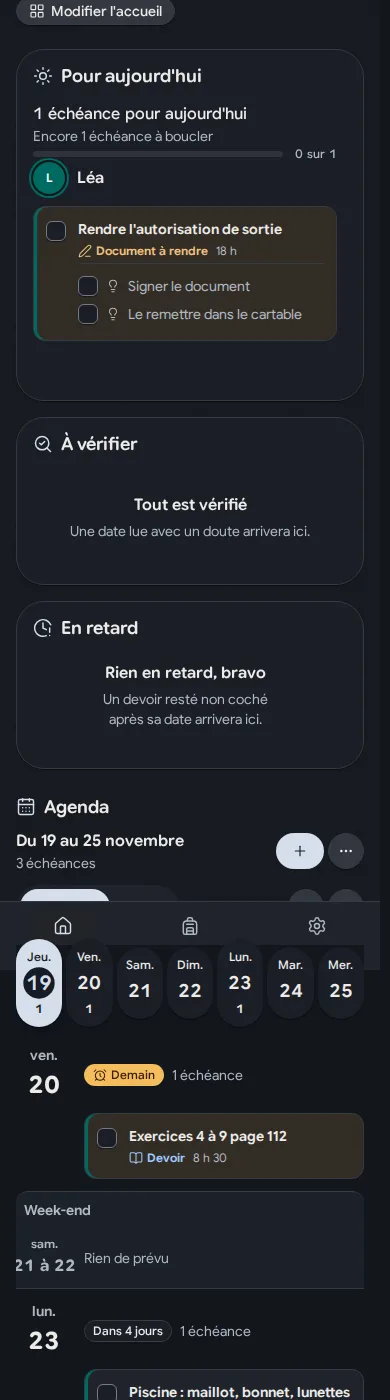 Modifier l'accueil
Pour aujourd'hui
1 échéance pour aujourd'hui
Encore 1 échéance à boucler
0 sur 1
L
Léa
Rendre l'autorisation de sortie
Document à rendre 18 h
Signer le document
Le remettre dans le cartable
À vérifier
Tout est vérifié
Une date lue avec un doute arrivera ici.
En retard
Rien en retard, bravo
Un devoir resté non coché
après sa date arrivera ici.
Agenda
Du 19 au 25 novembre
3 échéances
Jeu. Ven. Sam. Dim. Lun. Mar. Mer.
19 20 21 22 23 24 25
1 1 1
ven.
20
Demain 1 échéance
Exercices 4 à 9 page 112
Devoir 8 h 30
Week-end
sam.
21 à 22
Rien de prévu
lun.
23
Dans 4 jours 1 échéance
Piscine : maillot, bonnet, lunettes